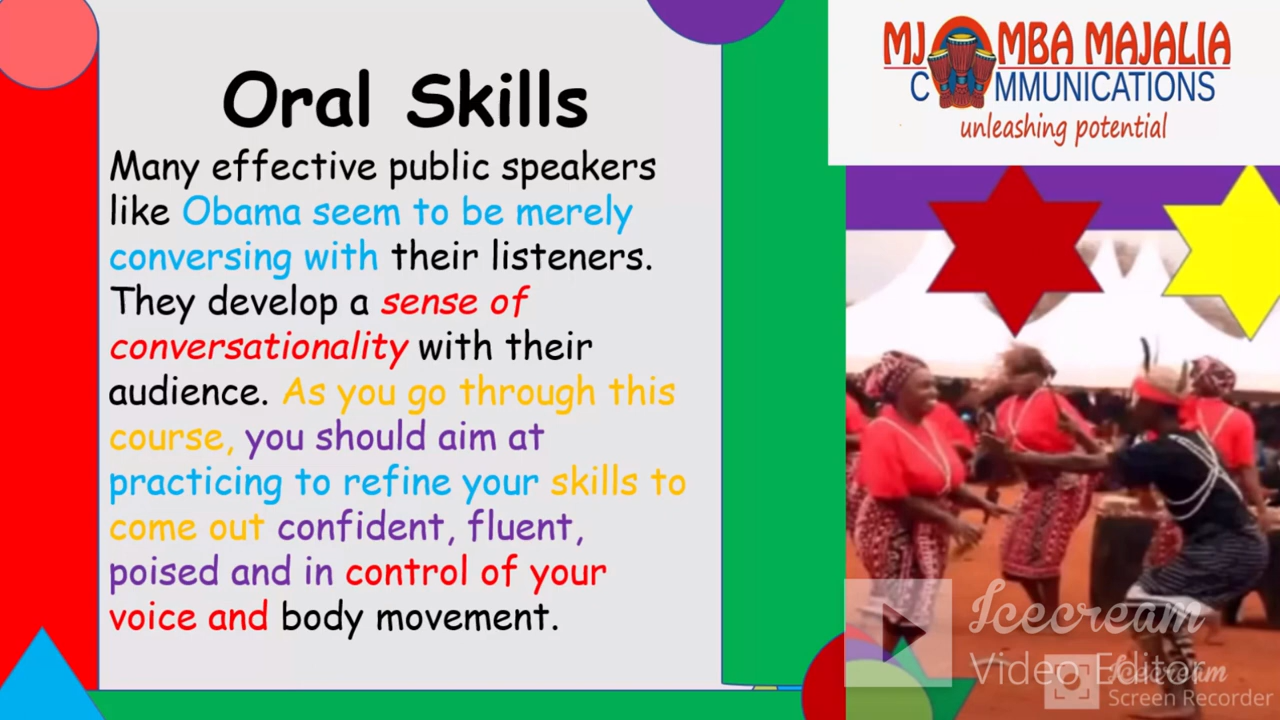 Oral Skills
Many effective public speakers
like Obama seem to be merely
conversing with their listeners.
They develop a sense of
conversationality with their
audience. As you go through this
course, you should aim at
practicing to refine your skills to
come out confident, fluent,
poised and in control of your
voice and body movement.
MJOMBA MAJALIA
COMMUNICATIONS
unleashing potential
Icecream
Video Editor
Icecream
Screen Recorder